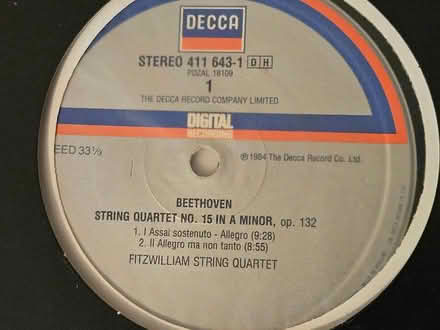 DECCA
STEREO 411 643-1 DH
PDZAL 18109
1
THE DECCA RECORD COMPANY LIMITED
DIGITAL
RECORDING
EED 33⅓
℗ 1984 The Decca Record Co. Ltd.
BEETHOVEN
STRING QUARTET NO. 15 IN A MINOR, op. 132
1. I Assai sostenuto - Allegro (9:28)
2. II Allegro ma non tanto (8:55)
FITZWILLIAM STRING QUARTET